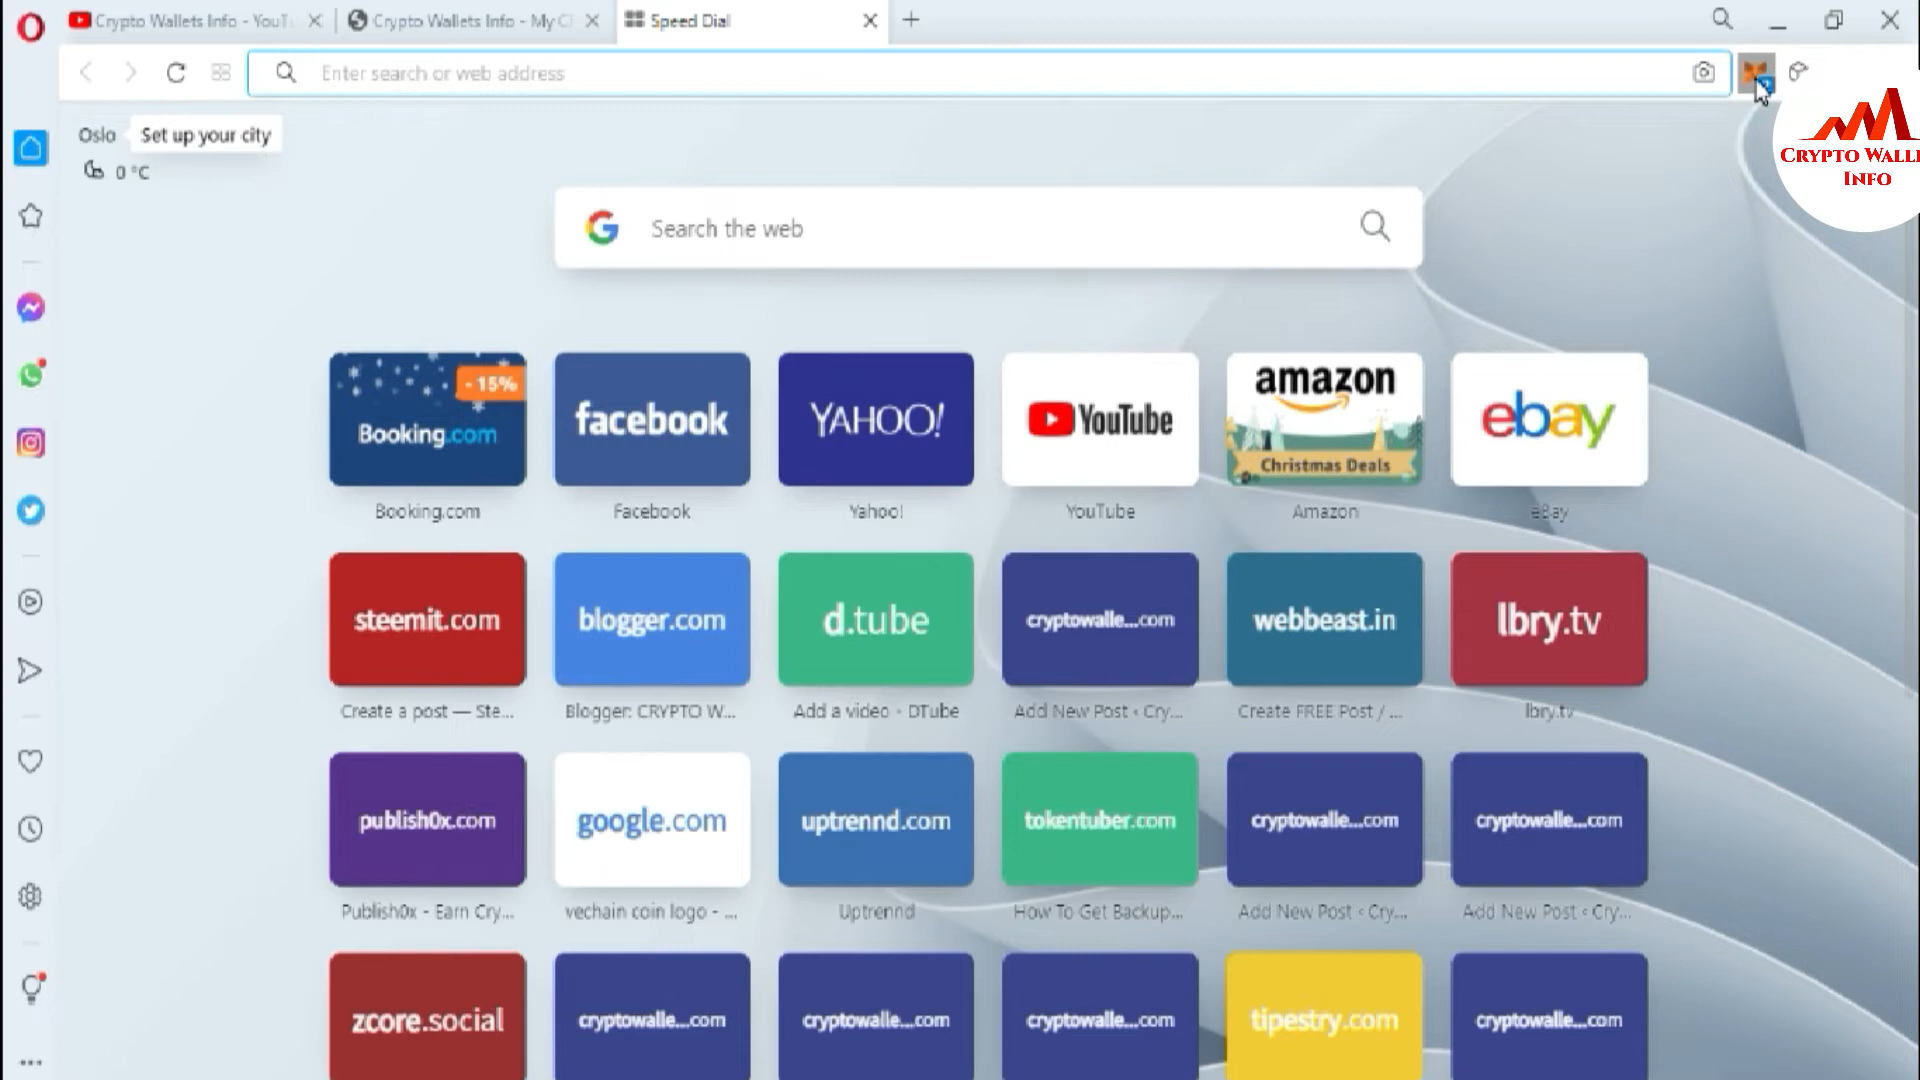 Crypto Wallets Info - YouT
Crypto Wallets Info - My C
Speed Dial
Enter search or web address
CRYPTO WALLE
INFO
Oslo
Set up your city
0 °C
Search the web
- 15%
Booking.com
facebook
YAHOO!
YouTube
amazon
Christmas Deals
ebay
Booking.com
Facebook
Yahoo!
YouTube
Amazon
eBay
steemit.com
blogger.com
d.tube
cryptowalle...com
webbeast.in
lbry.tv
Create a post — Ste...
Blogger: CRYPTO W...
Add a video • DTube
Add New Post ‹ Cry...
Create FREE Post / ...
lbry.tv
publish0x.com
google.com
uptrennd.com
tokentuber.com
cryptowalle...com
cryptowalle...com
Publish0x - Earn Cry...
vechain coin logo - ...
Uptrennd
How To Get Backup...
Add New Post ‹ Cry...
Add New Post ‹ Cry...
zcore.social
cryptowalle...com
cryptowalle...com
cryptowalle...com
tipestry.com
cryptowalle...com